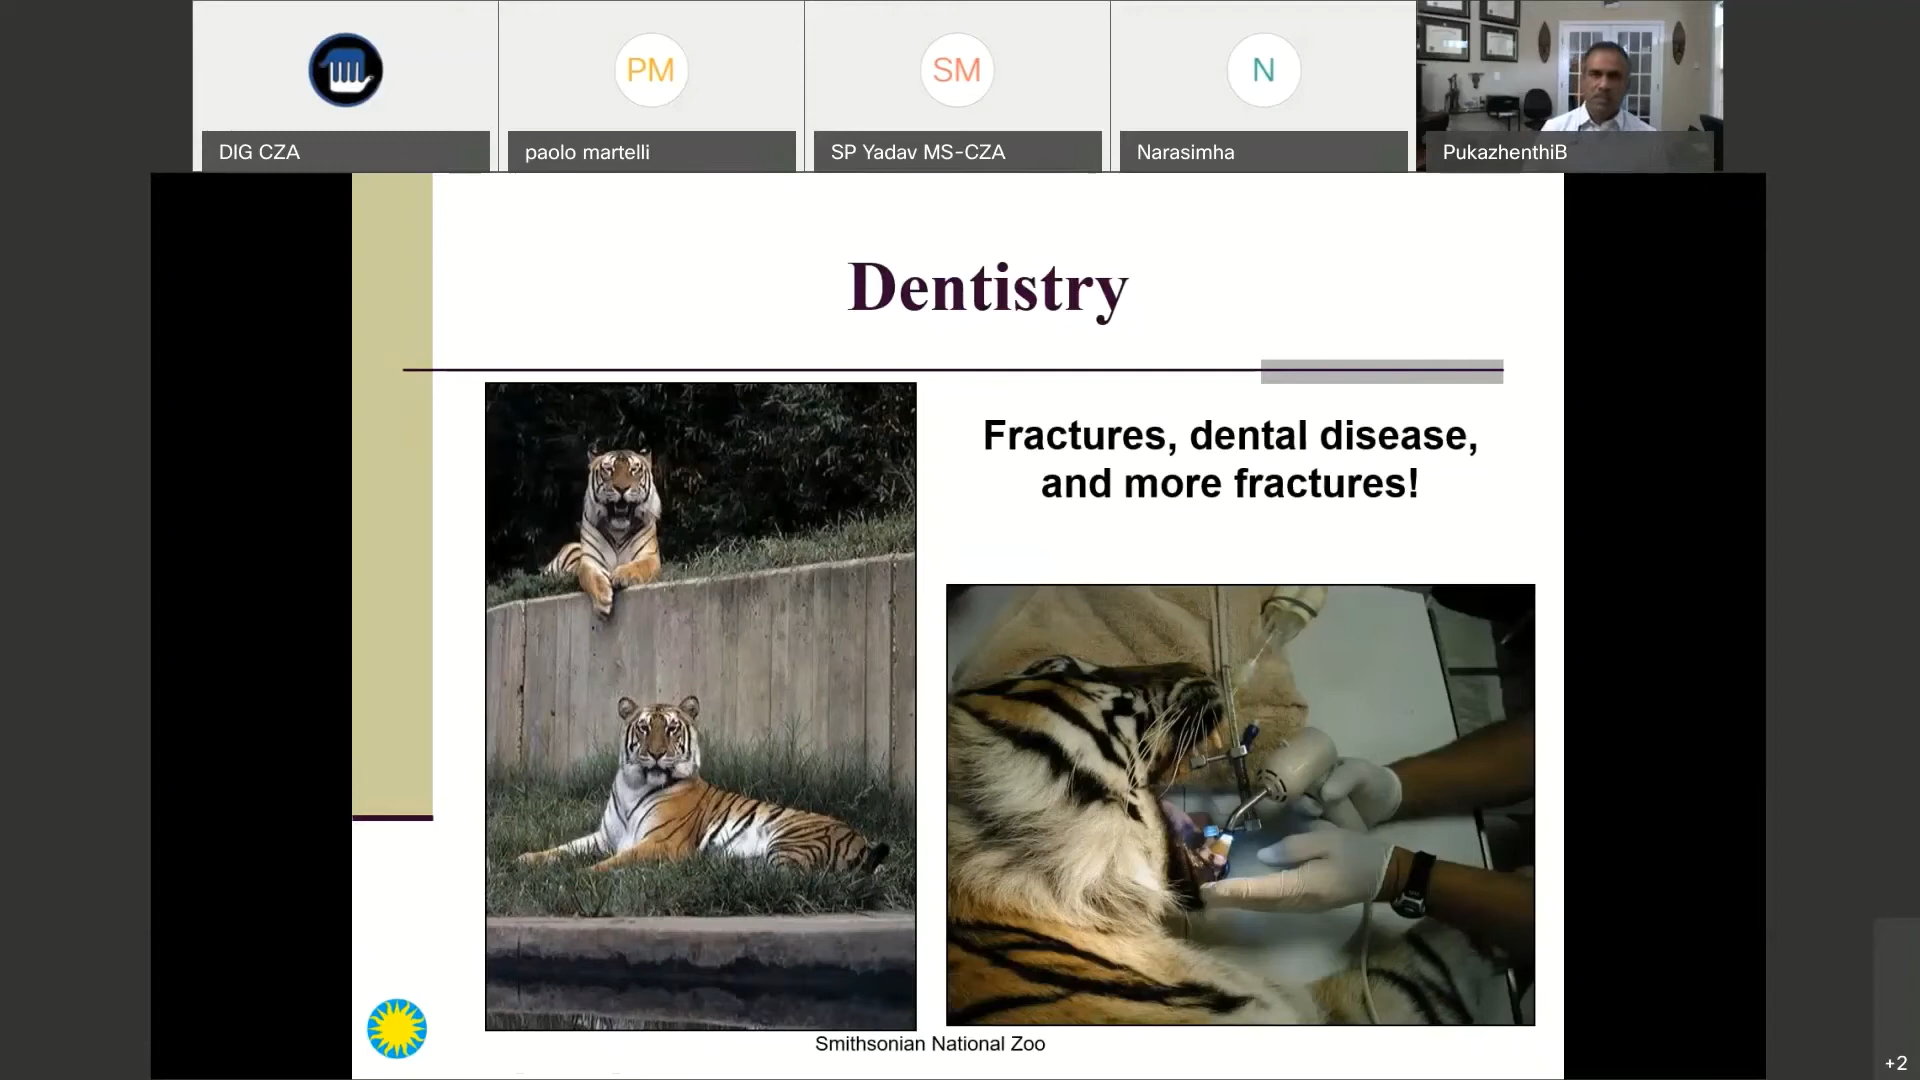 PM
SM
N
DIG CZA
paolo martelli
SP Yadav MS-CZA
Narasimha
PukazhenthiB
Dentistry
Fractures, dental disease,
and more fractures!
Smithsonian National Zoo
+2